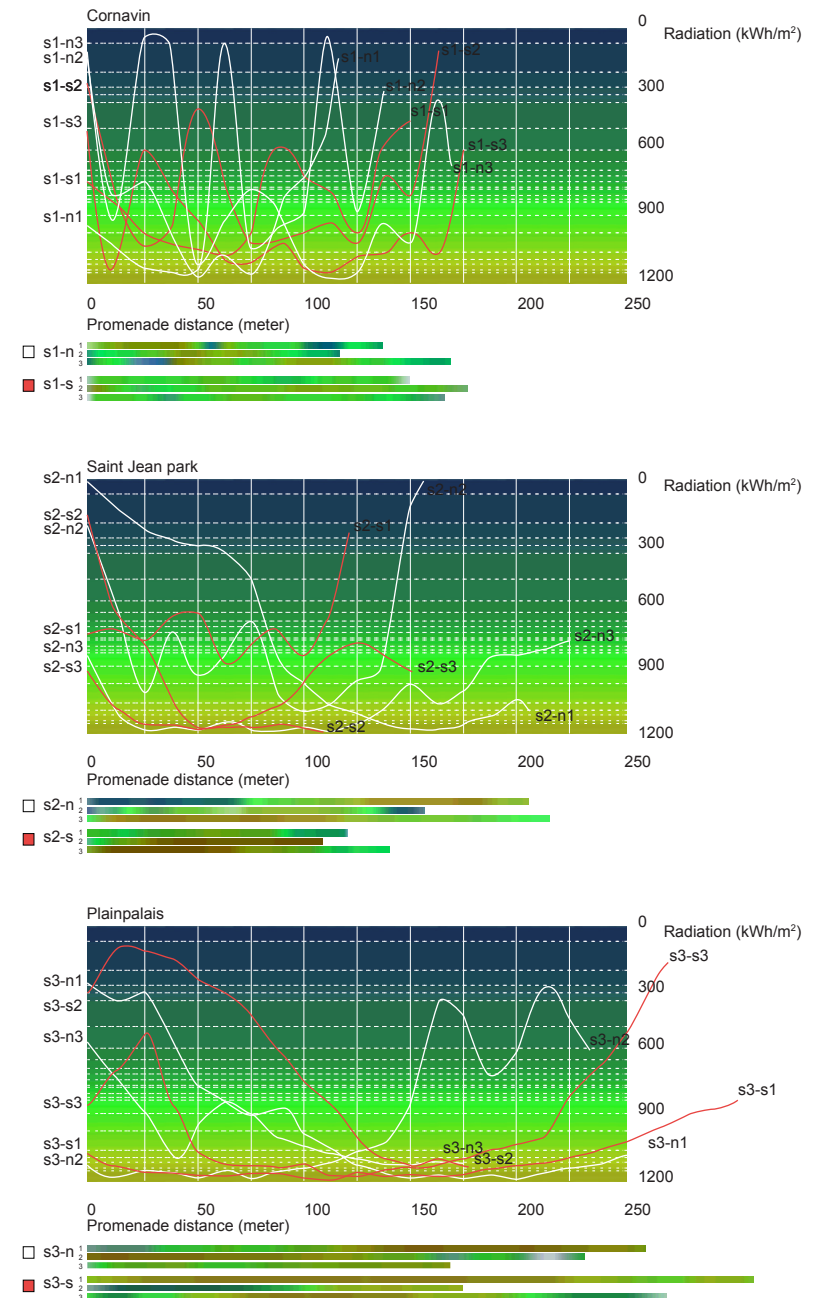 Cornavin
0
Radiation (kWh/m2)
s1-n3
s1-n2
s1-n1
s1-s2
s1-s2
s1-n2
300
s1-s1
s1-s3
600
s1-s3
s1-n3
s1-s1
900
s1-n1
1200
0 50 100 150 200 250
Promenade distance (meter)
s1-n 1
2
3
s1-s 1
2
3
Saint Jean park
s2-n1
0
Radiation (kWh/m2)
s2-n2
s2-s2
s2-n2
s2-s1
300
600
s2-s1
s2-n3
s2-n3
s2-s3
s2-s3
900
s2-n1
s2-s2
1200
0 50 100 150 200 250
Promenade distance (meter)
s2-n 1
2
3
s2-s 1
2
3
Plainpalais
0
Radiation (kWh/m2)
s3-s3
s3-n1
300
s3-s2
s3-n3
s3-n2
600
s3-s1
s3-s3
900
s3-s1
s3-n3
s3-n1
s3-n2
s3-s2
1200
0 50 100 150 200 250
Promenade distance (meter)
s3-n 1
2
3
s3-s 1
2
3